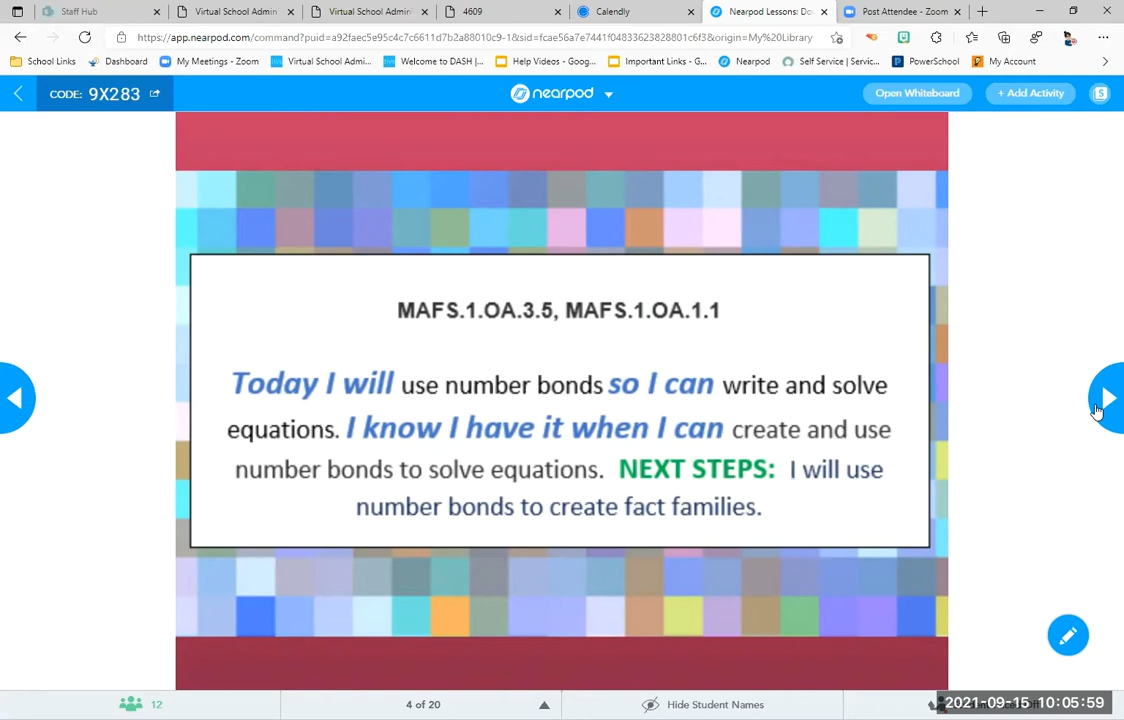 Staff Hub
Virtual School Admin
Virtual School Admin
4609
Calendly
Nearpod Lessons: Do
Post Attendee - Zoom
https://app.nearpod.com/command?puid=a92faec5e95c4c7c6611d7b2a88010c9-1&sessionid=fcae56a7e7441f04833623828801c6f3&origin=My%20Library
School Links
Dashboard
My Meetings - Zoom
Virtual School Admi...
Welcome to DASH |...
Help Videos - Goog...
Important Links - G...
Nearpod
Self Service | Servic...
PowerSchool
My Account
CODE: 9X283
nearpod
Open Whiteboard
+ Add Activity
S
MAFS.1.OA.3.5, MAFS.1.OA.1.1
Today I will use number bonds so I can write and solve
equations. I know I have it when I can create and use
number bonds to solve equations. NEXT STEPS: I will use
number bonds to create fact families.
12
4 of 20
Hide Student Names
2021-09-15 10:05:59